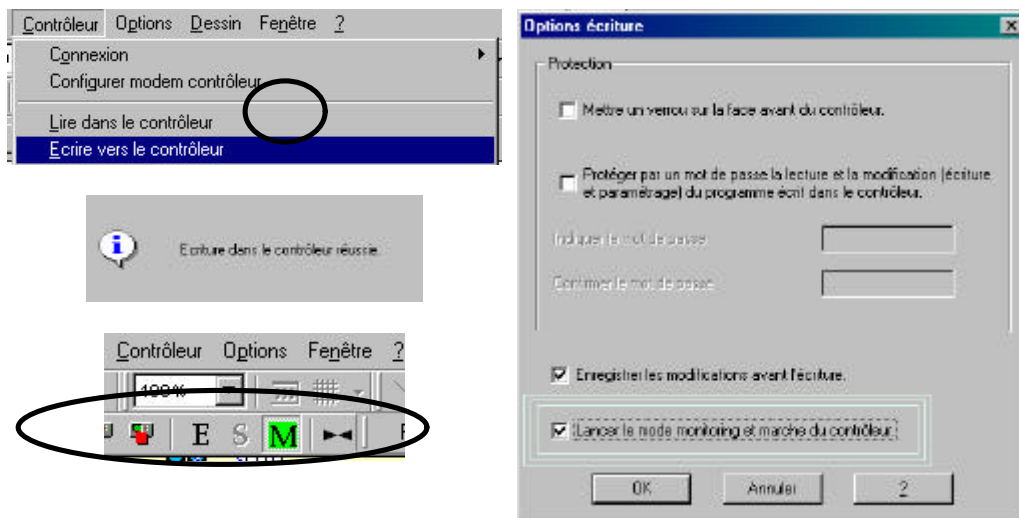 Contrôleur Options Dessin Fenêtre ?
Connexion
Configurer modem contrôleur
Lire dans le contrôleur
Ecrire vers le contrôleur
Ecriture dans le contrôleur réussie.
Contrôleur Options Fenêtre ?
100%
E S M
Options écriture
Protection
Mettre un verrou sur la face avant du contrôleur.
Protéger par un mot de passe la lecture et la modification (écriture
et paramétrage) du programme écrit dans le contrôleur.
Indiquer le mot de passe
Confirmer le mot de passe
Enregistrer les modifications avant l'écriture.
Lancer le mode monitoring et marche du contrôleur.
OK Annuler ?